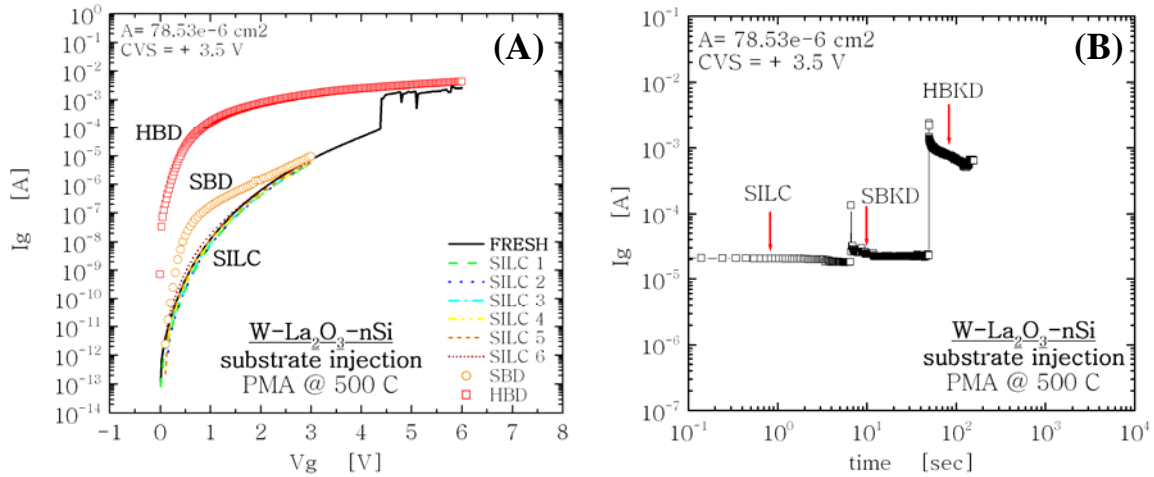 (A)
A= 78.53e-6 cm2
CVS = + 3.5 V
HBD
SBD
SILC
FRESH
SILC 1
SILC 2
SILC 3
SILC 4
SILC 5
SILC 6
SBD
HBD
W-La2O3-nSi
substrate injection
PMA @ 500 C
10^0
10^-1
10^-2
10^-3
10^-4
10^-5
10^-6
10^-7
10^-8
10^-9
10^-10
10^-11
10^-12
10^-13
10^-14
Ig [A]
-1 0 1 2 3 4 5 6 7 8
Vg [V]
(B)
A= 78.53e-6 cm2
CVS = + 3.5 V
HBKD
SILC
SBKD
W-La2O3-nSi
substrate injection
PMA @ 500 C
10^-1
10^-2
10^-3
10^-4
10^-5
10^-6
10^-7
Ig [A]
10^-1 10^0 10^1 10^2 10^3 10^4
time [sec]